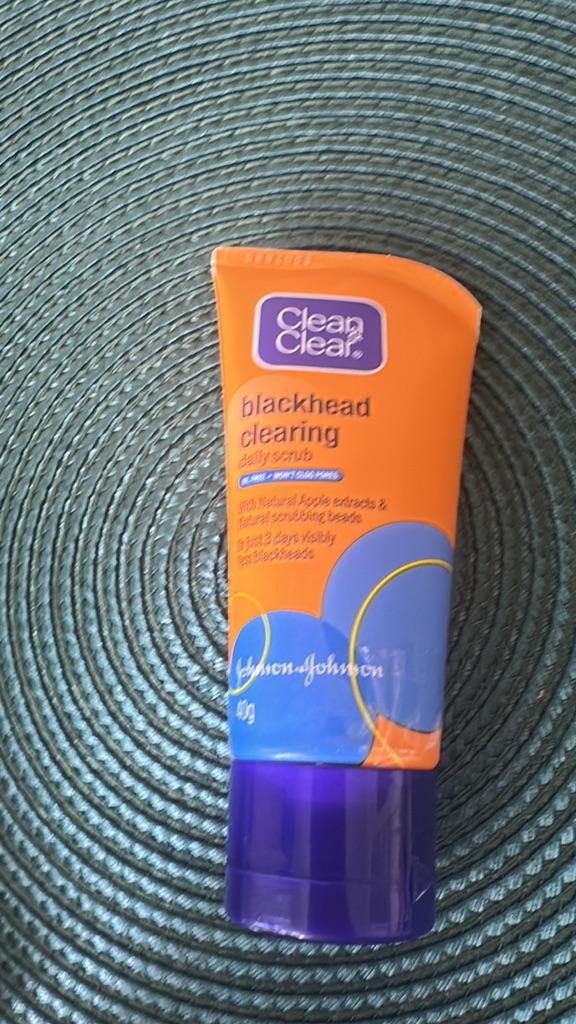 Clean &
Clear®
blackhead
clearing
daily scrub
OIL-FREE • WON'T CLOG PORES
With Natural Apple extracts &
natural scrubbing beads
In just 3 days visibly
less blackheads
Johnson & Johnson
40g